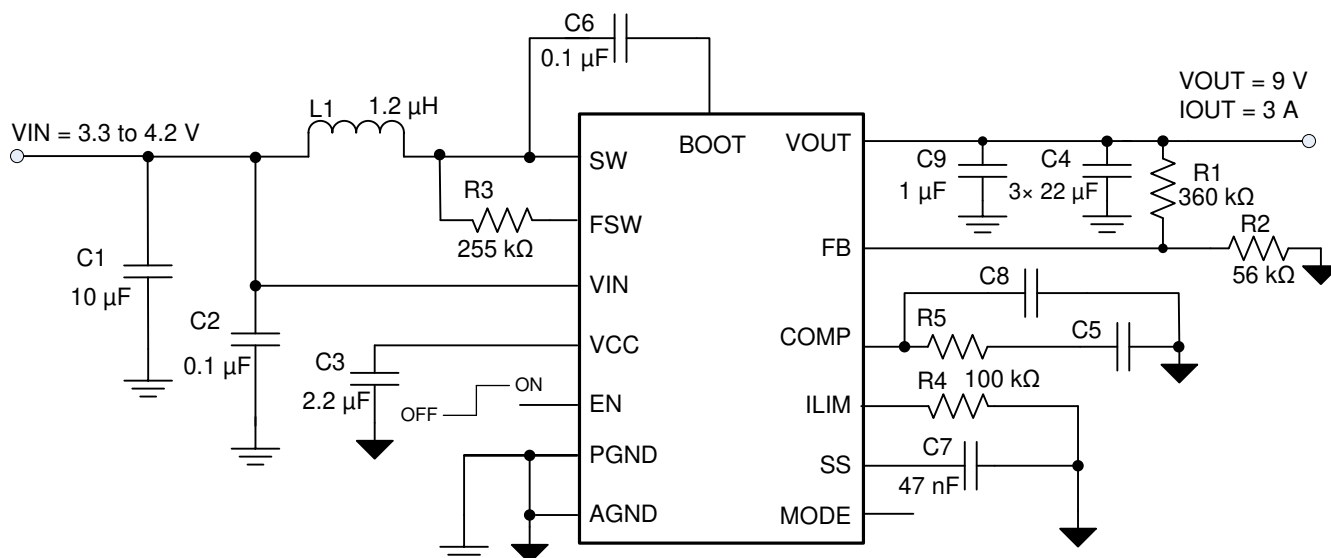 C6
0.1 µF
VOUT = 9 V
IOUT = 3 A
L1
1.2 µH
VIN = 3.3 to 4.2 V
BOOT
VOUT
SW
C9
1 µF
C4
3× 22 µF
R1
360 kΩ
R3
255 kΩ
FSW
FB
R2
56 kΩ
C1
10 µF
VIN
C8
C2
0.1 µF
VCC
COMP
R5
C5
C3
2.2 µF
ON
OFF
EN
R4
100 kΩ
ILIM
PGND
SS
C7
47 nF
AGND
MODE